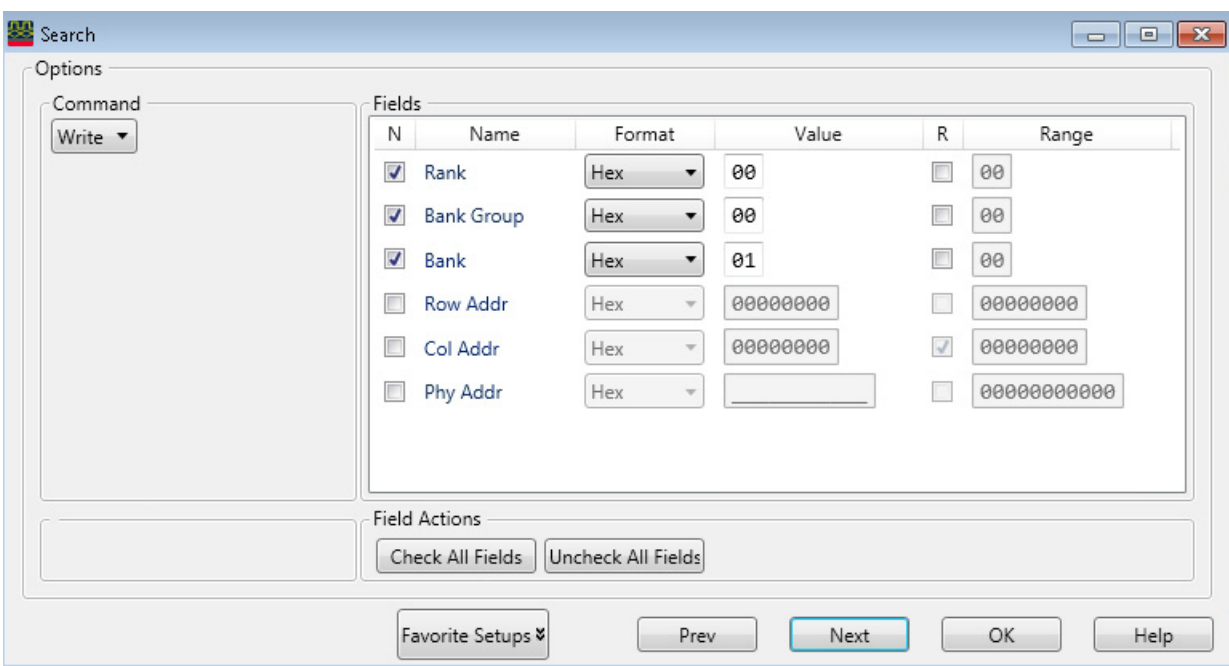 Search
Options
Command
Write
Fields
N Name Format Value R Range
Rank Hex 00 00
Bank Group Hex 00 00
Bank Hex 01 00
Row Addr Hex 00000000 00000000
Col Addr Hex 00000000 00000000
Phy Addr Hex ___________ 00000000000
Field Actions
Check All Fields Uncheck All Fields
Favorite Setups Prev Next OK Help